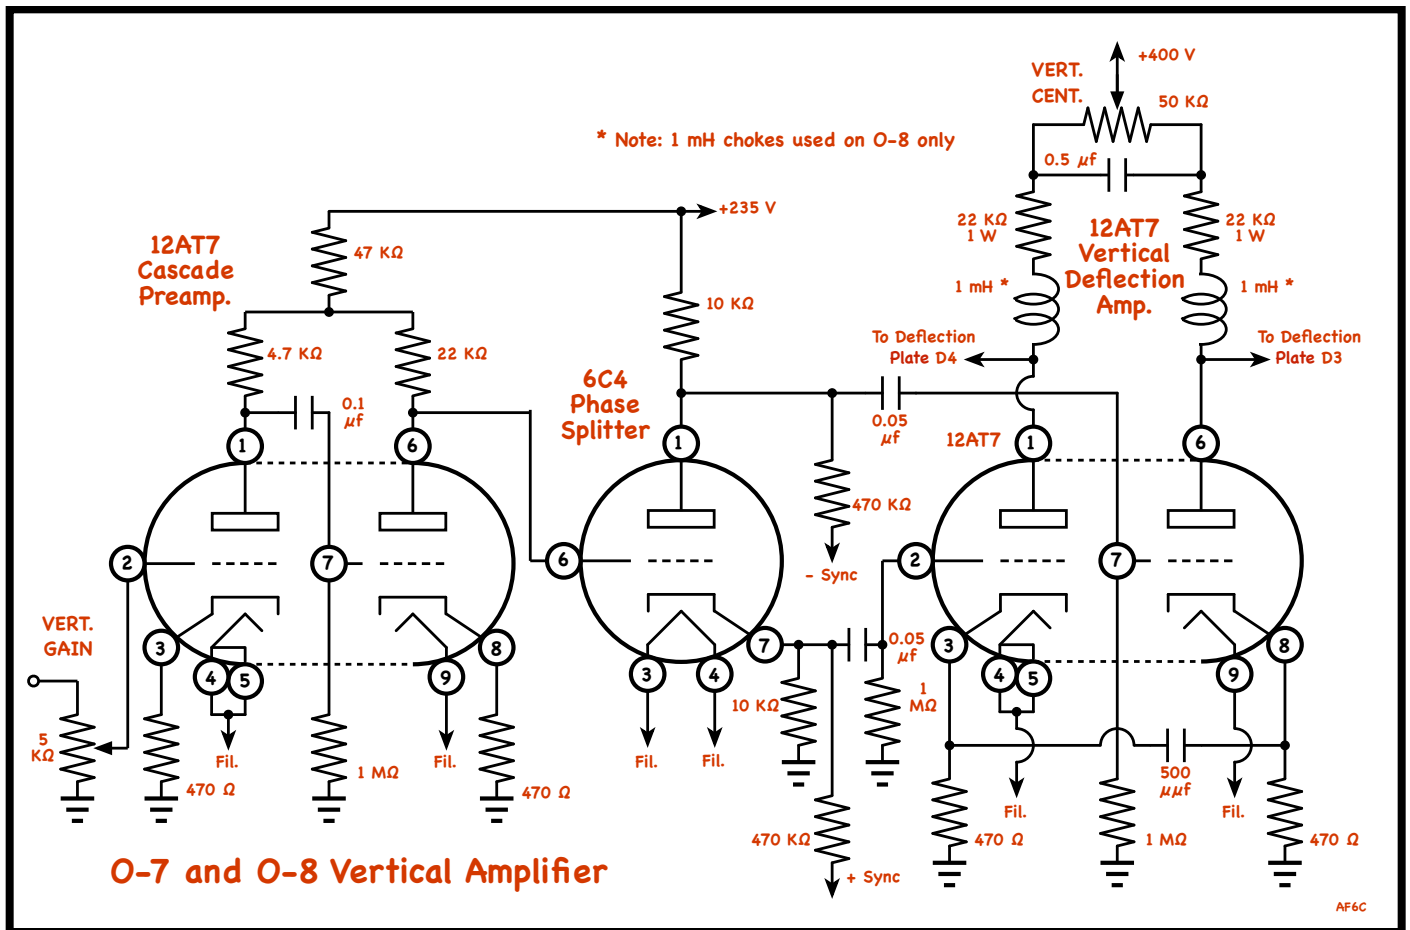 +400 V
VERT.
CENT.
50 KΩ
* Note: 1 mH chokes used on O-8 only
0.5 µf
+235 V
22 KΩ
1 W
12AT7
Vertical
Deflection
Amp.
22 KΩ
1 W
12AT7
Cascade
Preamp.
47 KΩ
1 mH *
1 mH *
10 KΩ
4.7 KΩ
22 KΩ
To Deflection
Plate D4
To Deflection
Plate D3
6C4
Phase
Splitter
0.1
µf
0.05
µf
12AT7
1
6
1
1
6
470 KΩ
2
7
6
2
7
- Sync
VERT.
GAIN
3
8
7
0.05
µf
3
8
4
5
9
3
4
4
5
9
10 KΩ
1
MΩ
5
KΩ
Fil.
Fil.
Fil.
Fil.
1 MΩ
470 Ω
470 Ω
500
µµf
Fil.
Fil.
470 KΩ
470 Ω
1 MΩ
470 Ω
+ Sync
O-7 and O-8 Vertical Amplifier
AF6C